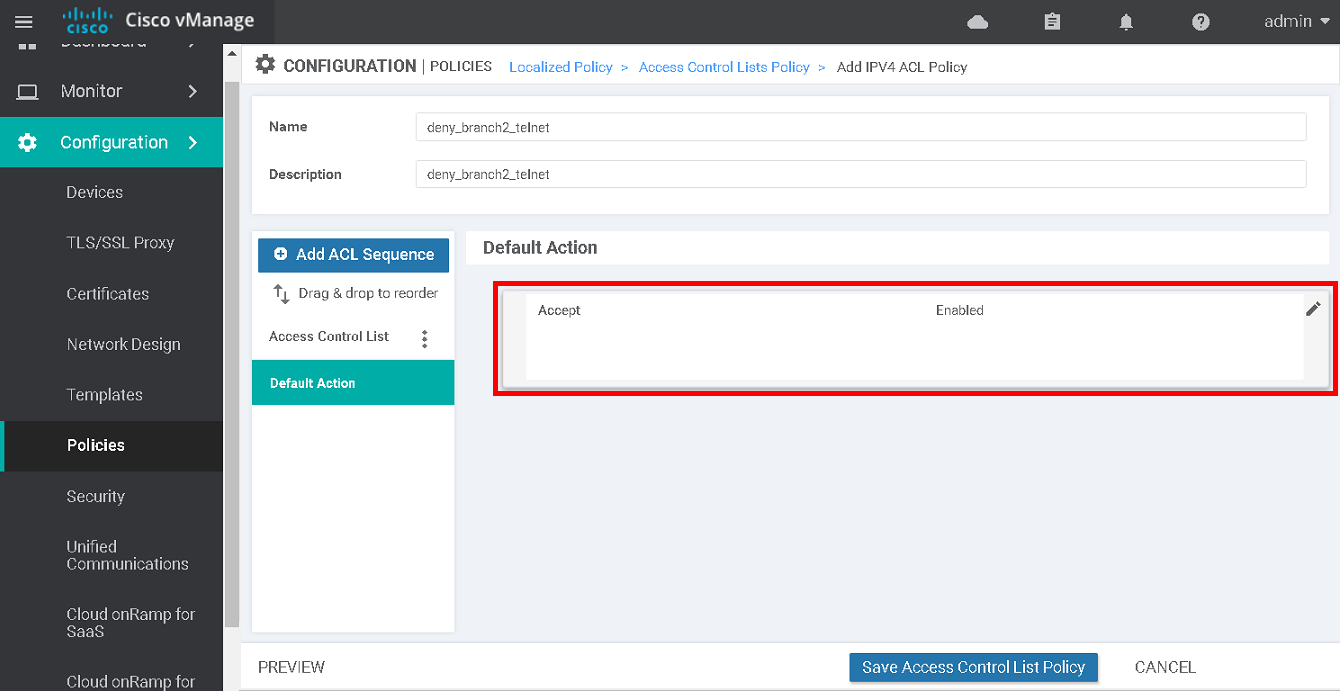 cisco Cisco vManage
admin
Dashboard
Monitor
Configuration
Devices
TLS/SSL Proxy
Certificates
Network Design
Templates
Policies
Security
Unified
Communications
Cloud onRamp for
SaaS
Cloud onRamp for
CONFIGURATION | POLICIES Localized Policy > Access Control Lists Policy > Add IPV4 ACL Policy
Name deny_branch2_telnet
Description deny_branch2_telnet
Add ACL Sequence
Drag & drop to reorder
Access Control List
Default Action
Default Action
Accept Enabled
PREVIEW Save Access Control List Policy CANCEL